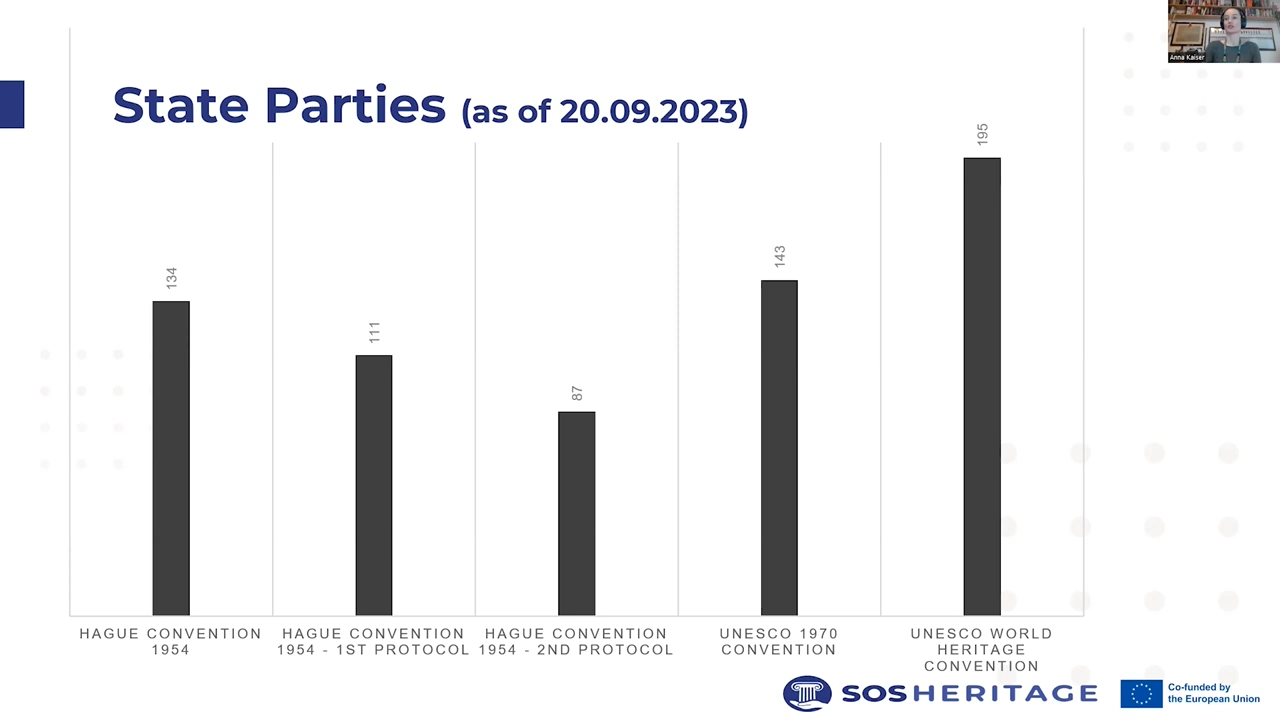 Anna Kaiser
State Parties (as of 20.09.2023)
134
111
87
143
195
HAGUE CONVENTION
1954
HAGUE CONVENTION
1954 - 1ST PROTOCOL
HAGUE CONVENTION
1954 - 2ND PROTOCOL
UNESCO 1970
CONVENTION
UNESCO WORLD
HERITAGE
CONVENTION
SOSHERITAGE
Co-funded by
the European Union